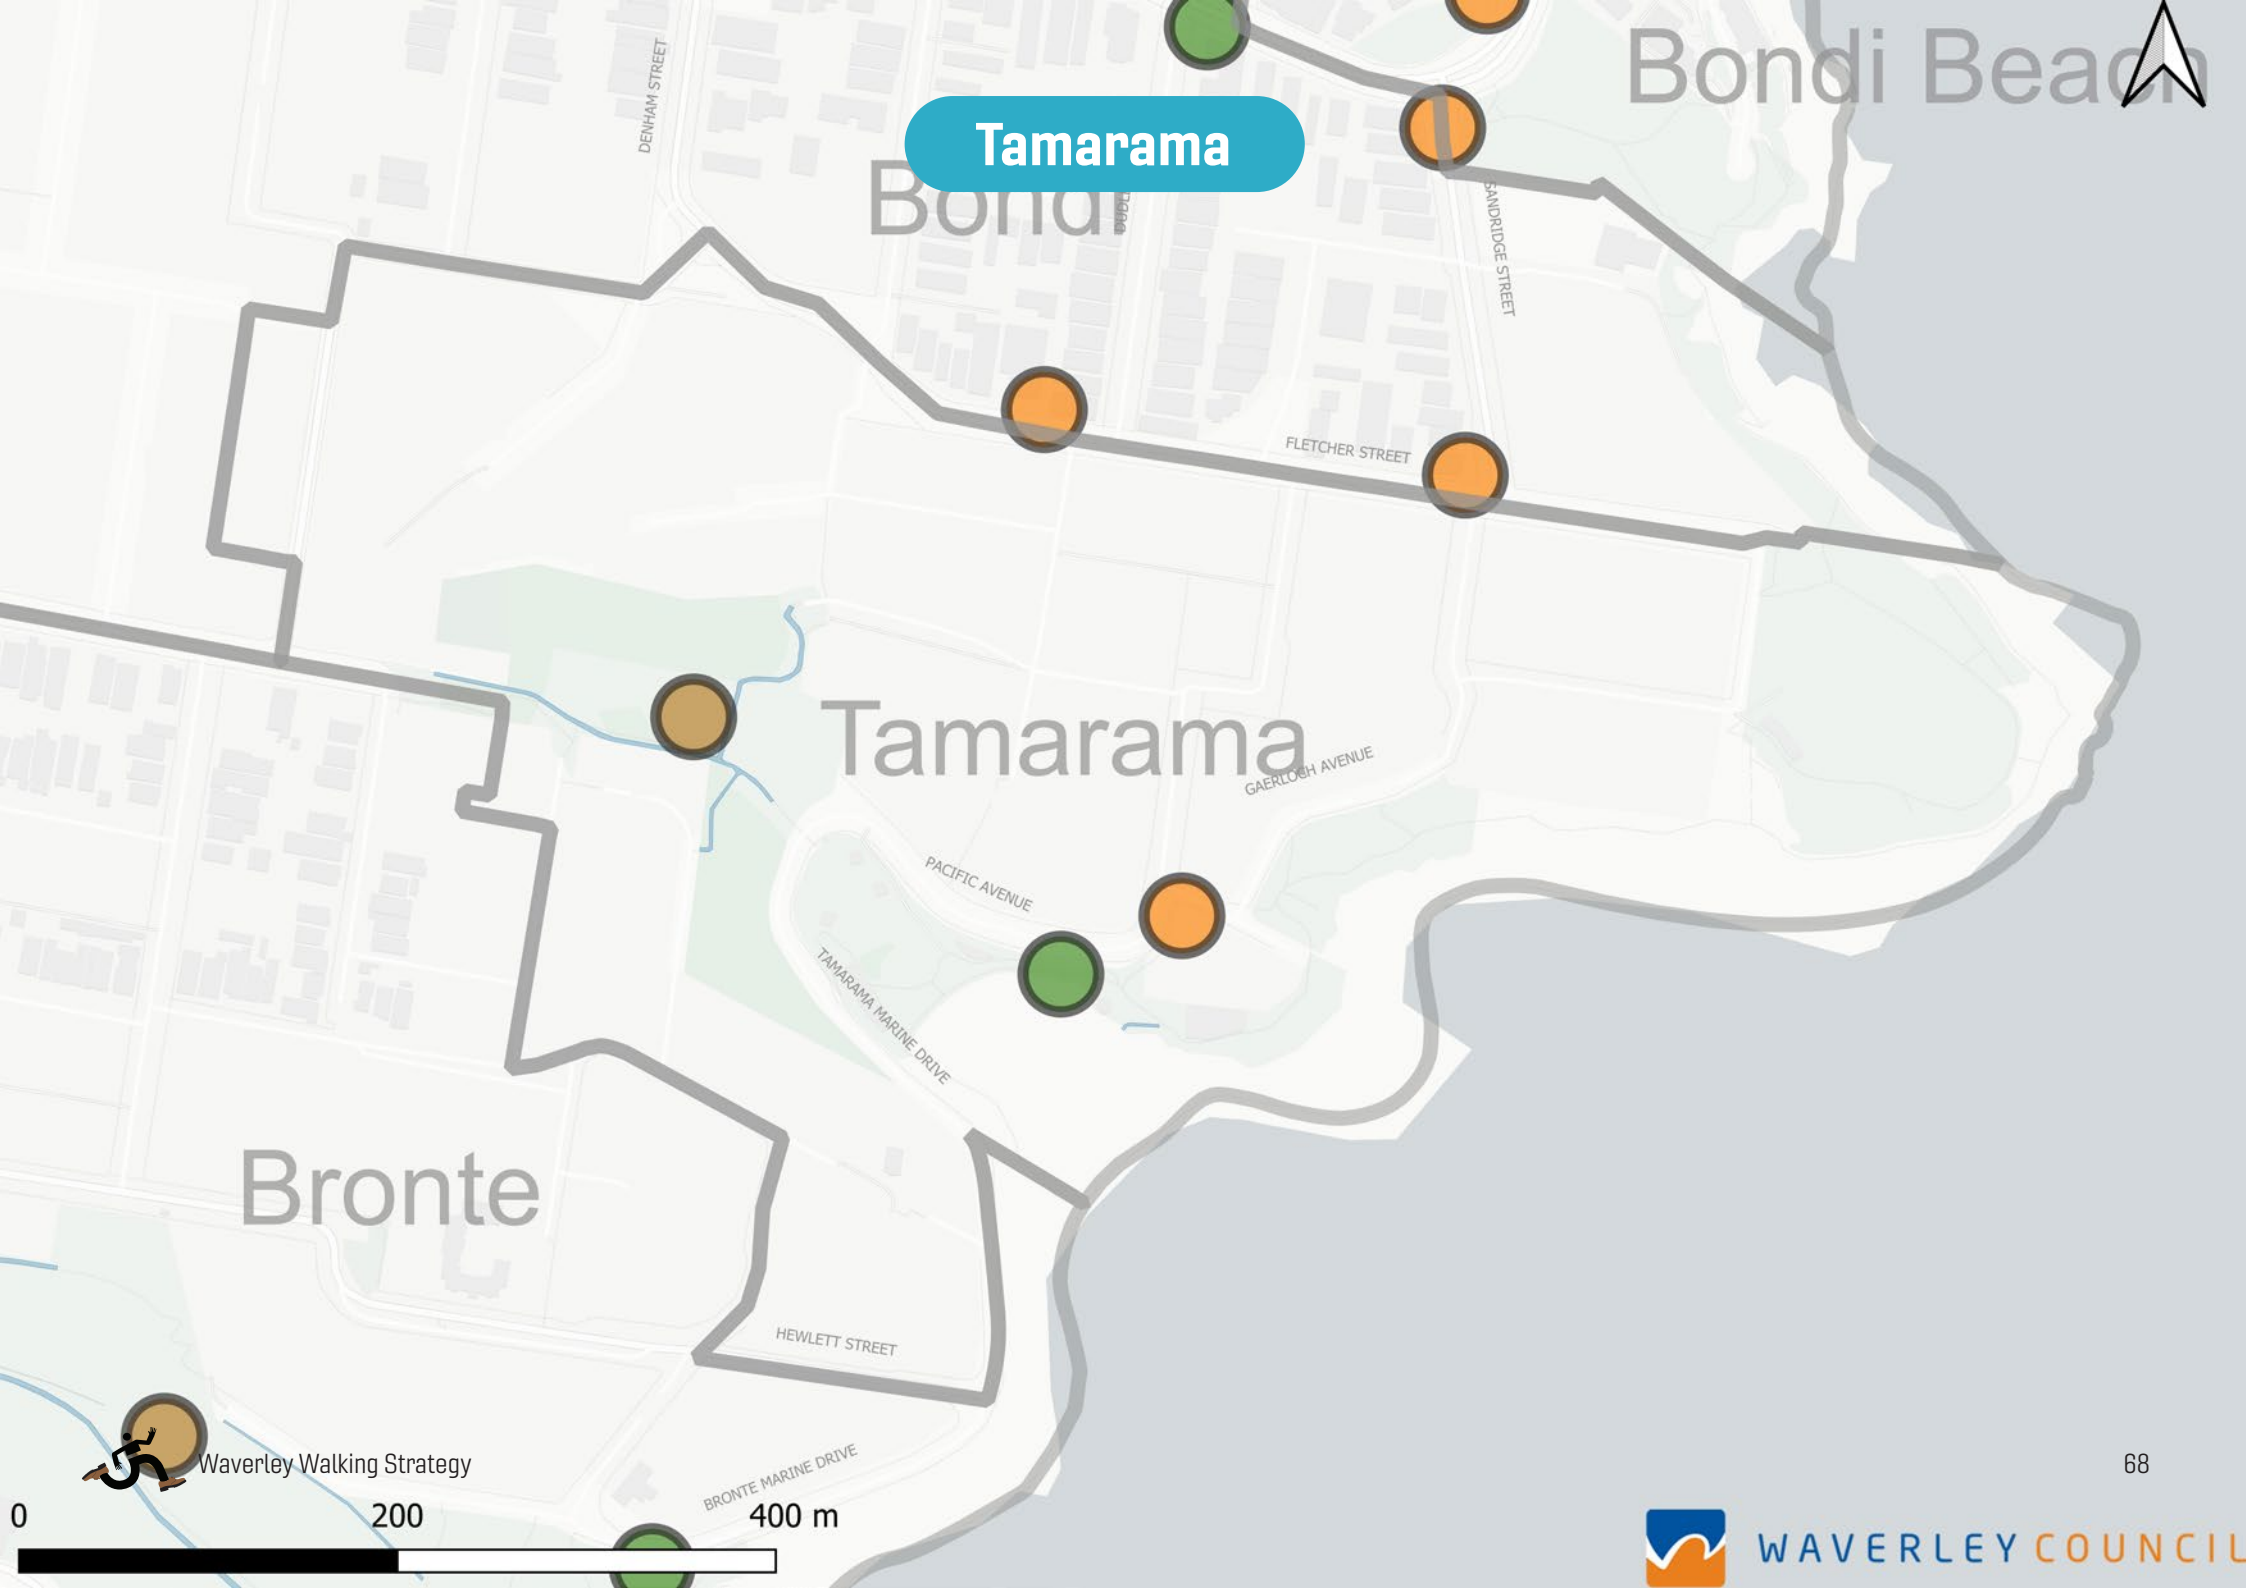 Bondi Beach
DENHAM STREET
Tamarama
Bondi
SANDRIDGE STREET
FLETCHER STREET
Tamarama
GAERLOCH AVENUE
PACIFIC AVENUE
TAMARAMA MARINE DRIVE
Bronte
HEWLETT STREET
BRONTE MARINE DRIVE
Waverley Walking Strategy
68
0 200 400 m
WAVERLEY COUNCIL